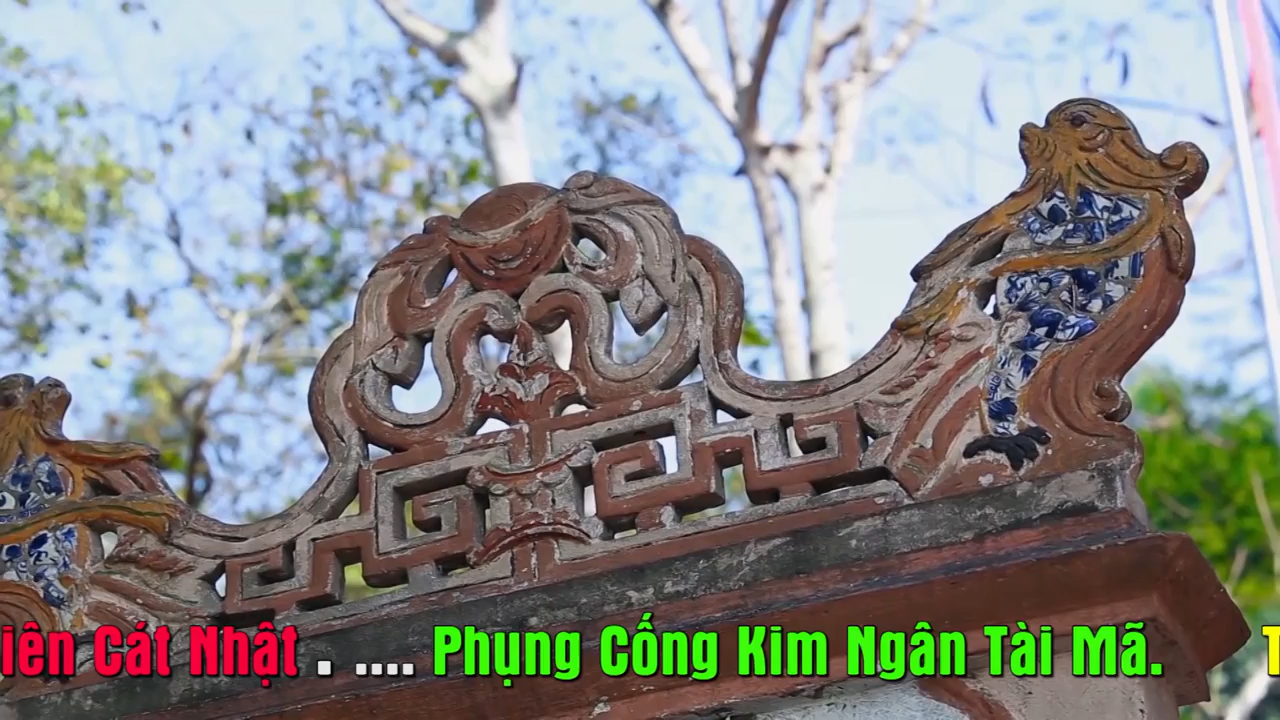 iên Cát Nhật . .... Phụng Cống Kim Ngân Tài Mã. T